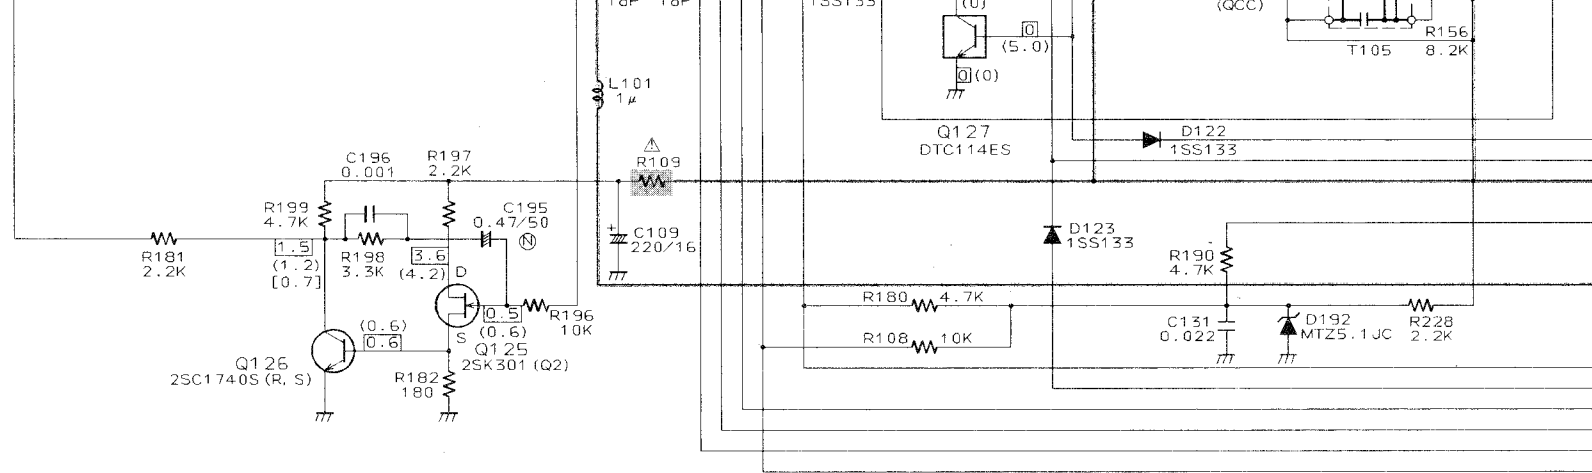 1SS133
(0)
(QCC)
0
(5.0)
R156
8.2K
T105
0 (0)
L101
1μ
Q127
DTC114ES
D122
1SS133
R109
C196
0.001
R197
2.2K
R199
4.7K
C195
0.47/50
N
C109
220/16
D123
1SS133
R181
2.2K
1.5
(1.2)
[0.7]
R198
3.3K
3.6
(4.2)
D
R190
4.7K
R180
4.7K
0.5
(0.6)
R196
10K
C131
0.022
D192
MTZ5.1JC
R228
2.2K
(0.6)
0.6
S
Q125
2SK301(Q2)
R108
10K
Q126
2SC1740S(R,S)
R182
180